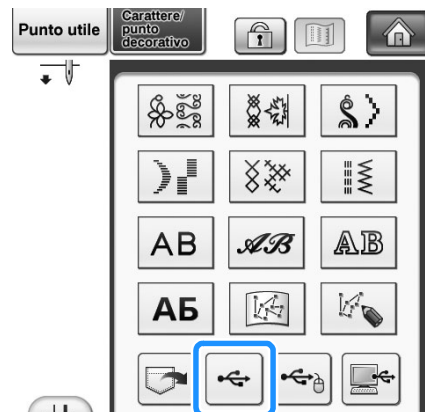 Punto utile
Carattere/
punto
decorativo
AB
AB
AB
АБ